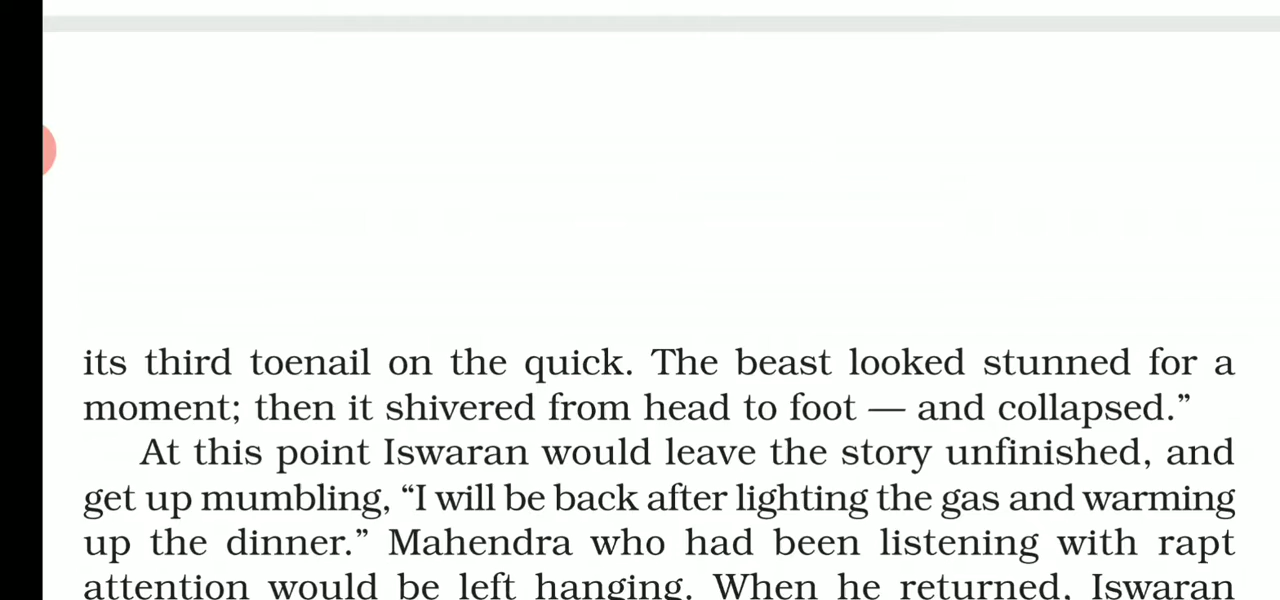 its third toenail on the quick. The beast looked stunned for a
moment; then it shivered from head to foot — and collapsed.”
At this point Iswaran would leave the story unfinished, and
get up mumbling, “I will be back after lighting the gas and warming
up the dinner.” Mahendra who had been listening with rapt
attention would be left hanging. When he returned, Iswaran